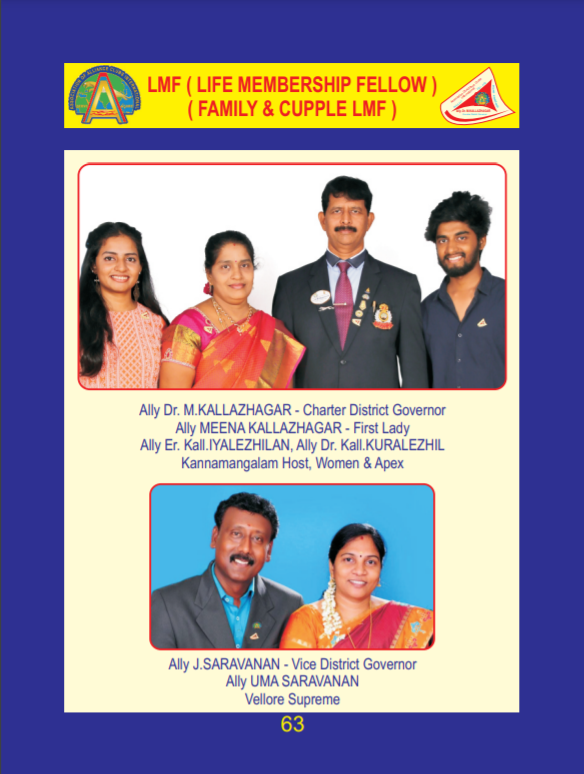 LMF ( LIFE MEMBERSHIP FELLOW )
( FAMILY & CUPPLE LMF )
Ally Dr. M.KALLAZHAGAR - Charter District Governor
Ally MEENA KALLAZHAGAR - First Lady
Ally Er. Kall.IYALEZHILAN, Ally Dr. Kall.KURALEZHIL
Kannamangalam Host, Women & Apex
Ally J.SARAVANAN - Vice District Governor
Ally UMA SARAVANAN
Vellore Supreme
63